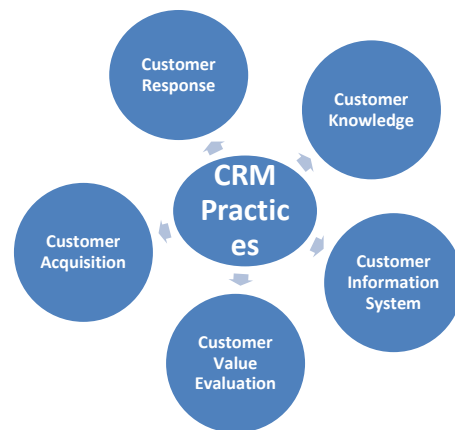 Customer
Response
Customer
Knowledge
CRM
Practic
es
Customer
Acquisition
Customer
Information
System
Customer
Value
Evaluation